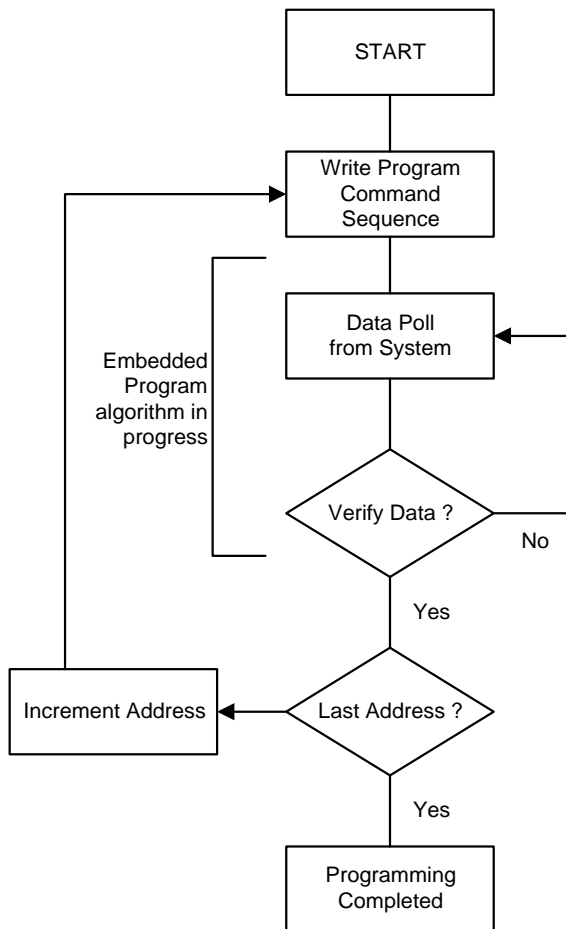 START
Write Program
Command
Sequence
Data Poll
from System
Embedded
Program
algorithm in
progress
Verify Data ?
No
Yes
Increment Address
Last Address ?
Yes
Programming
Completed